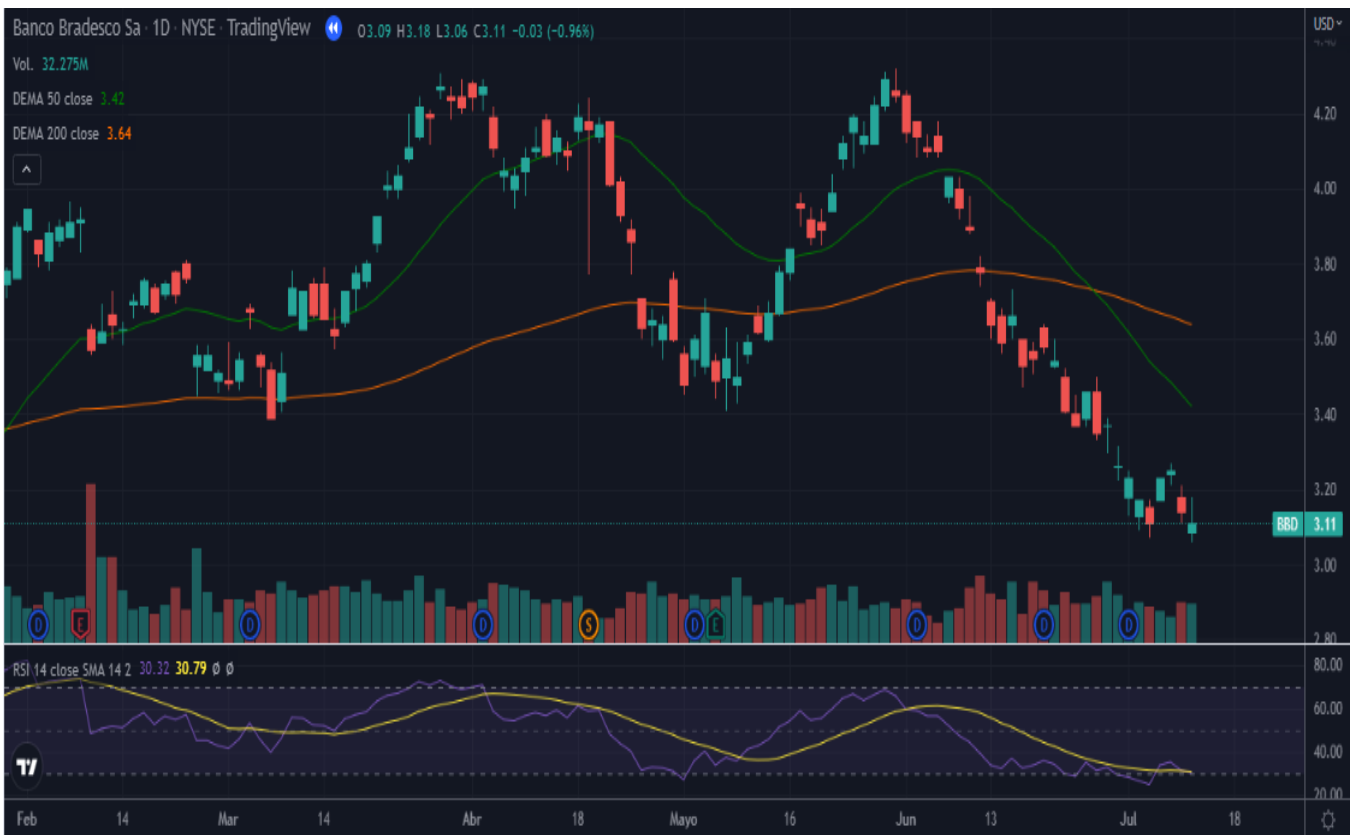 Banco Bradesco Sa · 1D · NYSE · TradingView O3.09 H3.18 L3.06 C3.11 −0.03 (−0.96%)
USD
Vol. 32.275M
DEMA 50 close 3.42
DEMA 200 close 3.64
4.40
4.20
4.00
3.80
3.60
3.40
3.20
BBD 3.11
3.00
2.80
D E D D S D E D D D
RSI 14 close SMA 14 2 30.32 30.79 Ø Ø
80.00
60.00
40.00
20.00
Feb 14 Mar 14 Abr 18 Mayo 16 Jun 13 Jul 18